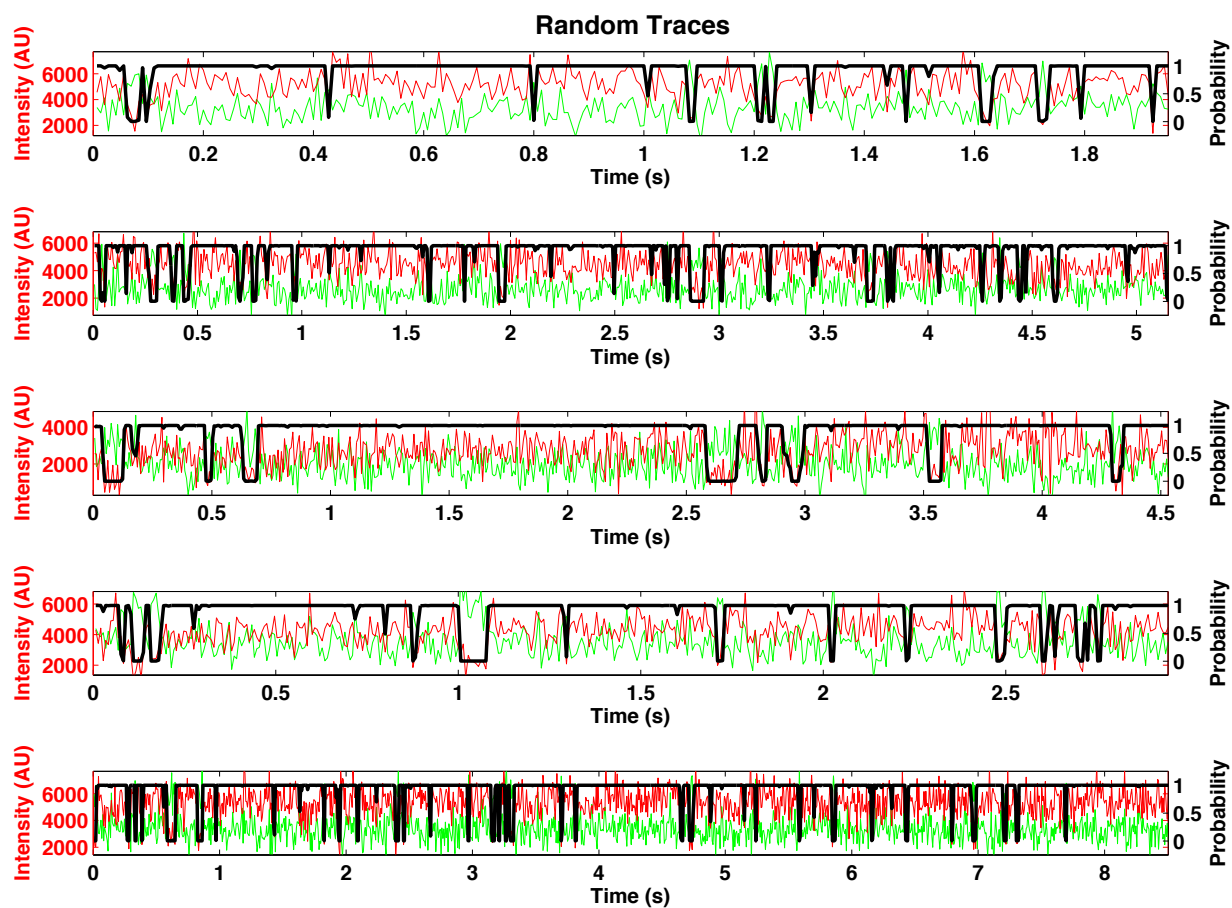 Random Traces
Intensity (AU)
6000
4000
2000
1
0.5
0
Probability
0 0.2 0.4 0.6 0.8 1 1.2 1.4 1.6 1.8
Time (s)
Intensity (AU)
6000
4000
2000
1
0.5
0
Probability
0 0.5 1 1.5 2 2.5 3 3.5 4 4.5 5
Time (s)
Intensity (AU)
4000
2000
1
0.5
0
Probability
0 0.5 1 1.5 2 2.5 3 3.5 4 4.5
Time (s)
Intensity (AU)
6000
4000
2000
1
0.5
0
Probability
0 0.5 1 1.5 2 2.5
Time (s)
Intensity (AU)
6000
4000
2000
1
0.5
0
Probability
0 1 2 3 4 5 6 7 8
Time (s)